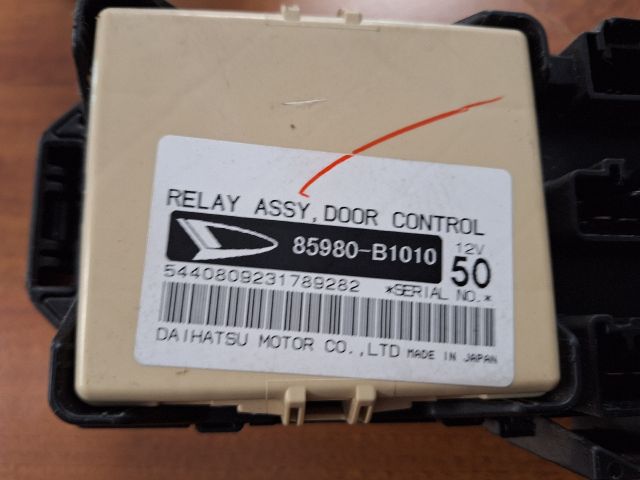 RELAY ASSY, DOOR CONTROL
85980-B1010
12V
50
5440809231789282
*SERIAL NO.*
DAIHATSU MOTOR CO.,LTD MADE IN JAPAN